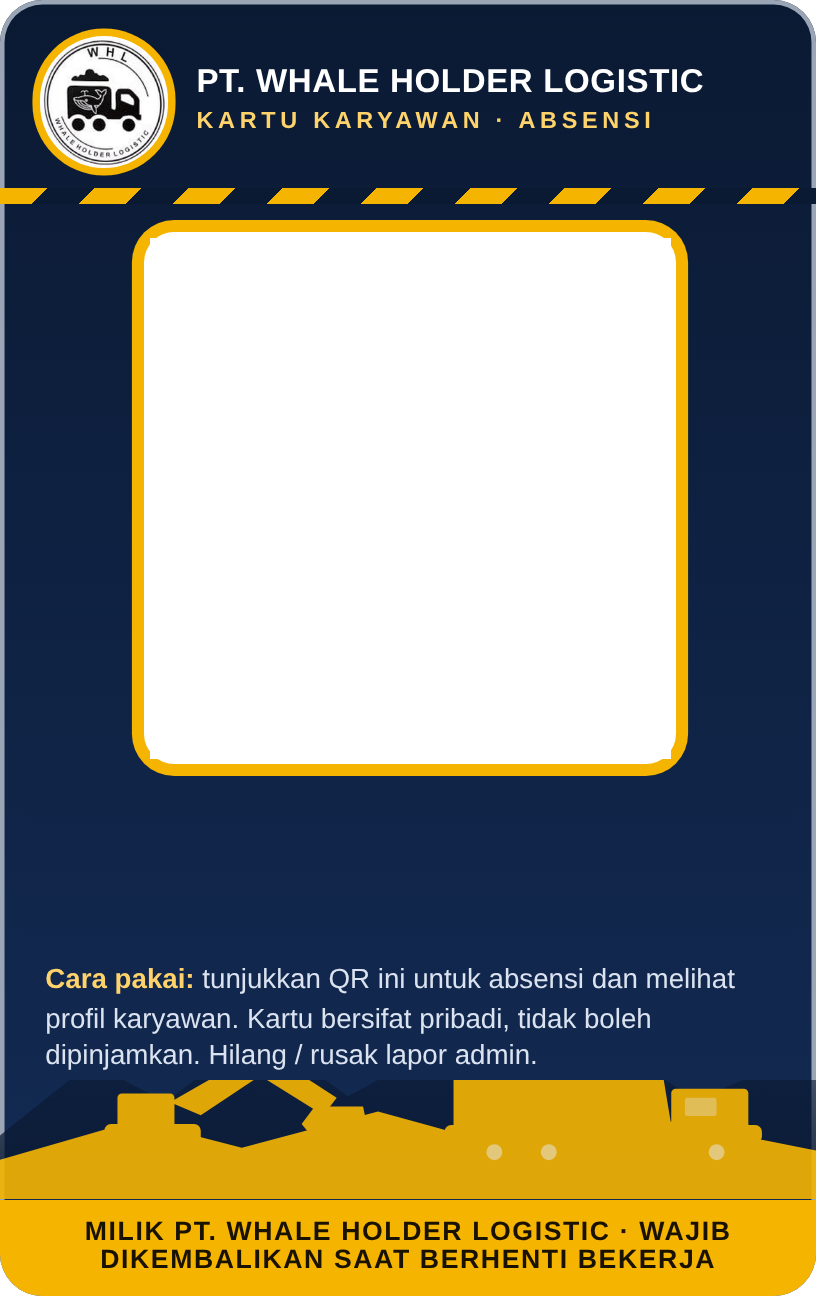 WHL
WHALE HOLDER LOGISTIC
PT. WHALE HOLDER LOGISTIC
KARTU KARYAWAN · ABSENSI
Cara pakai: tunjukkan QR ini untuk absensi dan melihat
profil karyawan. Kartu bersifat pribadi, tidak boleh
dipinjamkan. Hilang / rusak lapor admin.
MILIK PT. WHALE HOLDER LOGISTIC · WAJIB
DIKEMBALIKAN SAAT BERHENTI BEKERJA